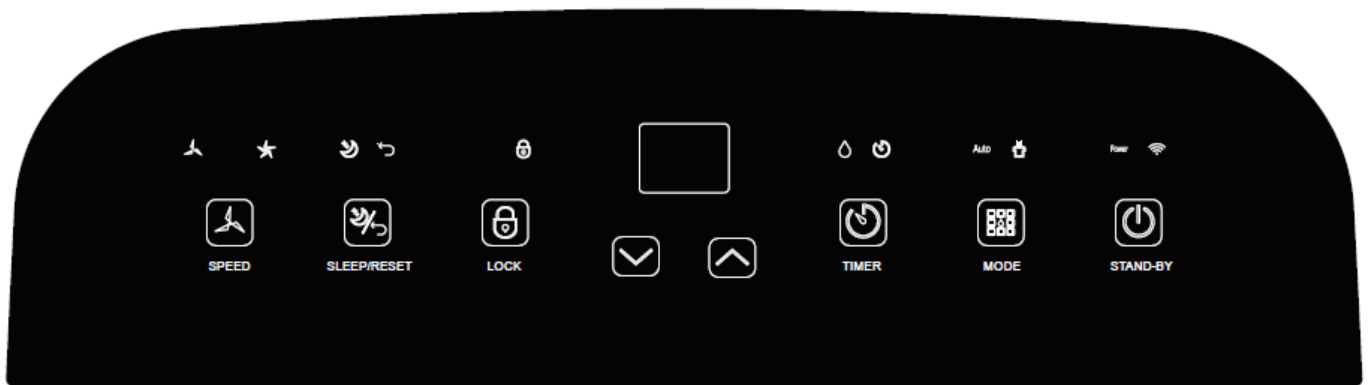 Auto
Power
SPEED
SLEEP/RESET
LOCK
TIMER
MODE
STAND-BY